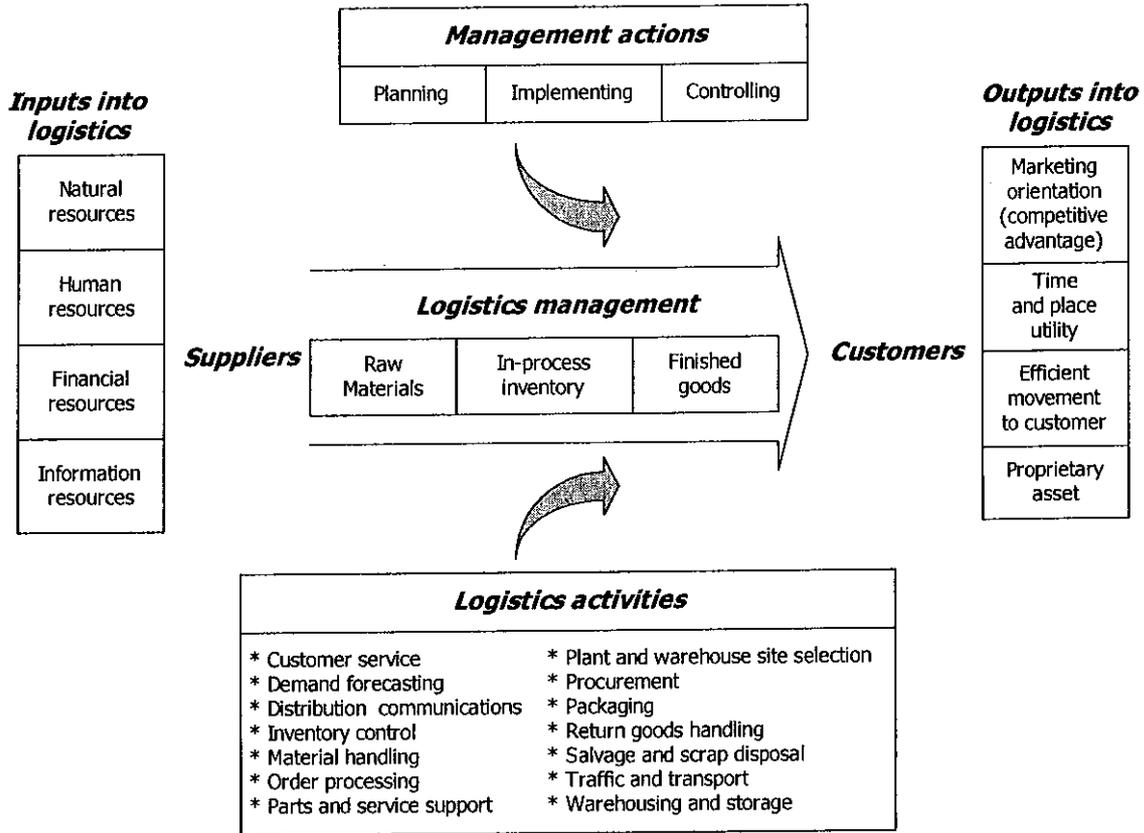 Management actions
Planning
Implementing
Controlling
Inputs into
logistics
Natural
resources
Human
resources
Financial
resources
Information
resources
Suppliers
Logistics management
Raw
Materials
In-process
inventory
Finished
goods
Customers
Outputs into
logistics
Marketing
orientation
(competitive
advantage)
Time
and place
utility
Efficient
movement
to customer
Proprietary
asset
Logistics activities
* Customer service
* Demand forecasting
* Distribution communications
* Inventory control
* Material handling
* Order processing
* Parts and service support
* Plant and warehouse site selection
* Procurement
* Packaging
* Return goods handling
* Salvage and scrap disposal
* Traffic and transport
* Warehousing and storage